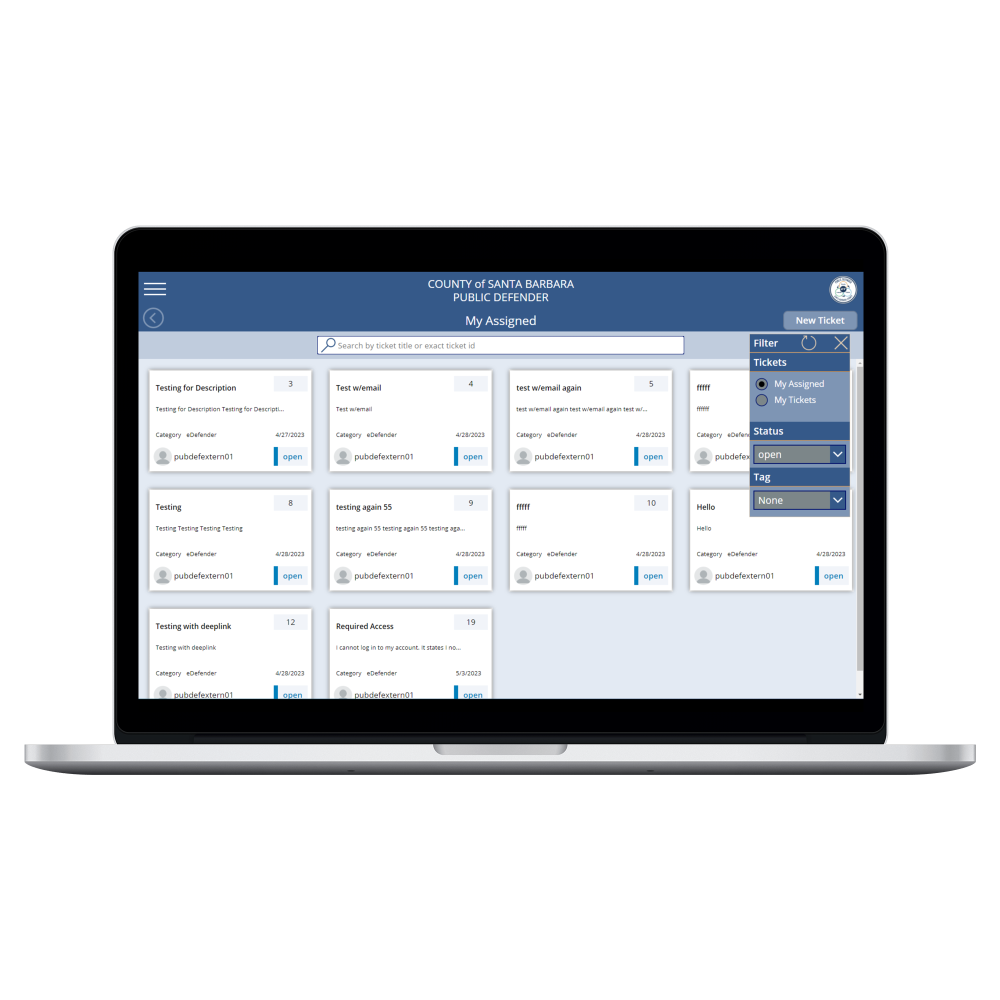 COUNTY of SANTA BARBARA
PUBLIC DEFENDER
My Assigned
New Ticket
Search by ticket title or exact ticket id
Filter
Tickets
My Assigned
My Tickets
Status
open
Tag
None
Testing for Description
3
Testing for Description Testing for Descripti...
Category eDefender 4/27/2023
pubdefextern01 open
Test w/email
4
Test w/email
Category eDefender 4/28/2023
pubdefextern01 open
test w/email again
5
test w/email again test w/email again test w/...
Category eDefender 4/28/2023
pubdefextern01 open
fffff
ffffff
Category eDefen
pubdefex
Testing
8
Testing Testing Testing Testing
Category eDefender 4/28/2023
pubdefextern01 open
testing again 55
9
testing again 55 testing again 55 testing aga...
Category eDefender 4/28/2023
pubdefextern01 open
fffff
10
fffff
Category eDefender 4/28/2023
pubdefextern01 open
Hello
Hello
Category eDefender 4/28/2023
pubdefextern01 open
Testing with deeplink
12
Testing with deeplink
Category eDefender 4/28/2023
pubdefextern01 open
Required Access
19
I cannot log in to my account. It states I no...
Category eDefender 5/3/2023
pubdefextern01 open